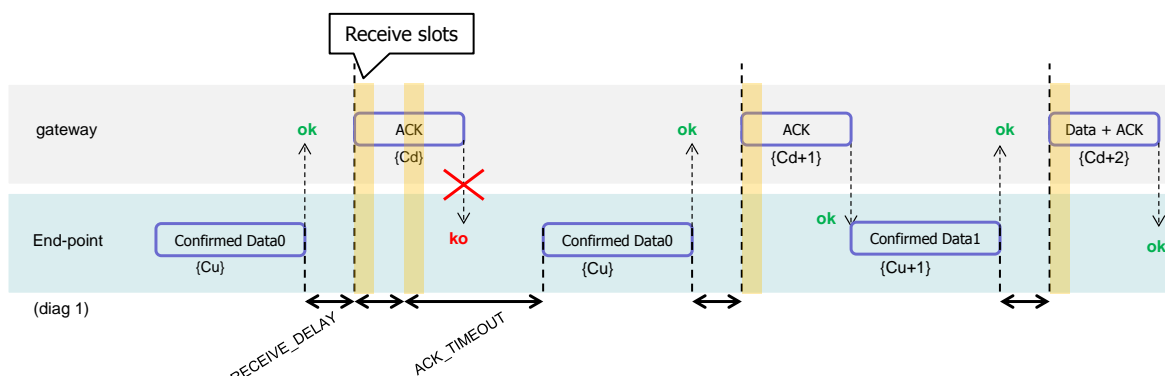 Receive slots
gateway
ok
ACK
{Cd}
ok
ACK
{Cd+1}
ok
Data + ACK
{Cd+2}
End-point
Confirmed Data0
{Cu}
ko
Confirmed Data0
{Cu}
ok
Confirmed Data1
{Cu+1}
ok
(diag 1)
RECEIVE_DELAY
ACK_TIMEOUT